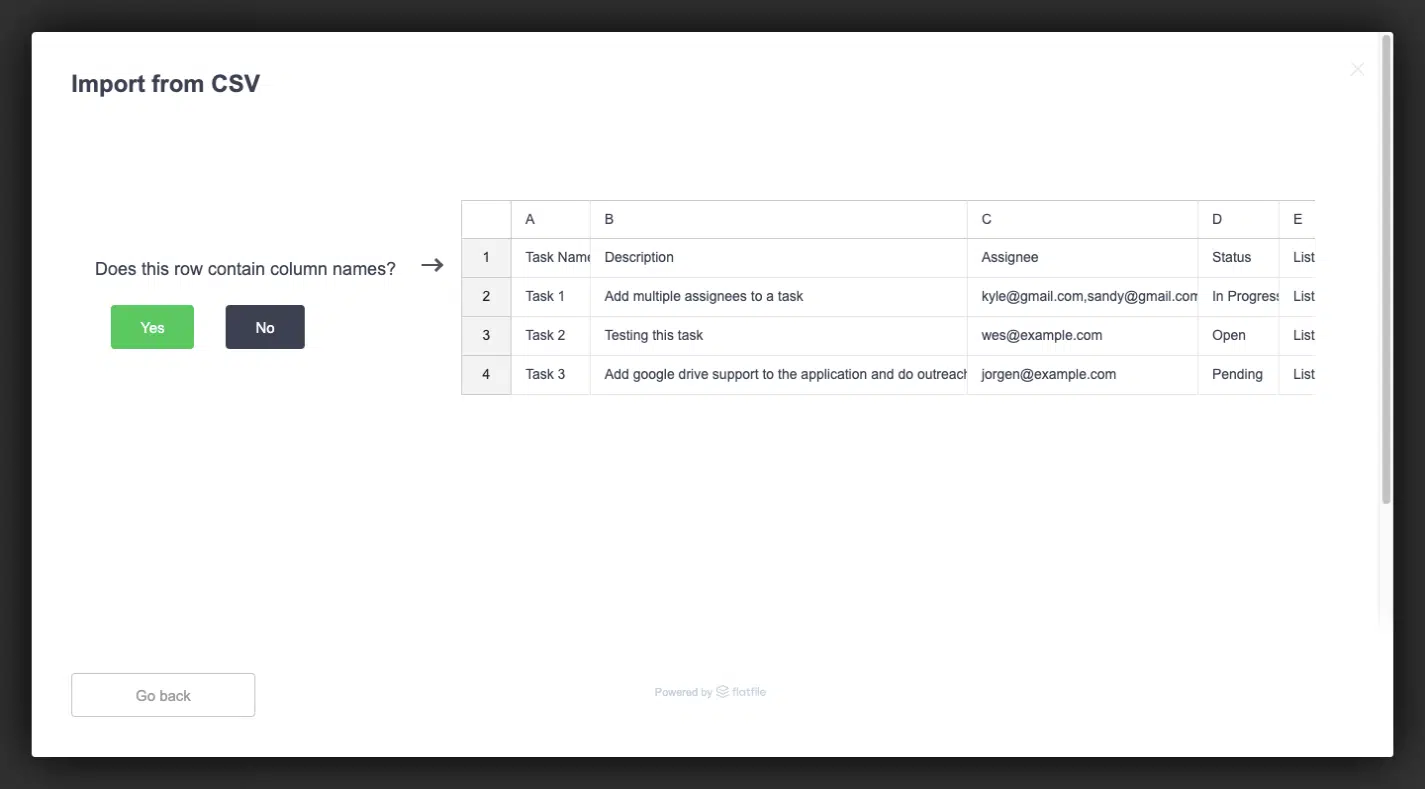 Import from CSV
Does this row contain column names?
Yes No
A B C D E
1 Task Name Description Assignee Status List
2 Task 1 Add multiple assignees to a task kyle@gmail.com,sandy@gmail.com In Progress List
3 Task 2 Testing this task wes@example.com Open List
4 Task 3 Add google drive support to the application and do outreach jorgen@example.com Pending List
Go back
Powered by flatfile